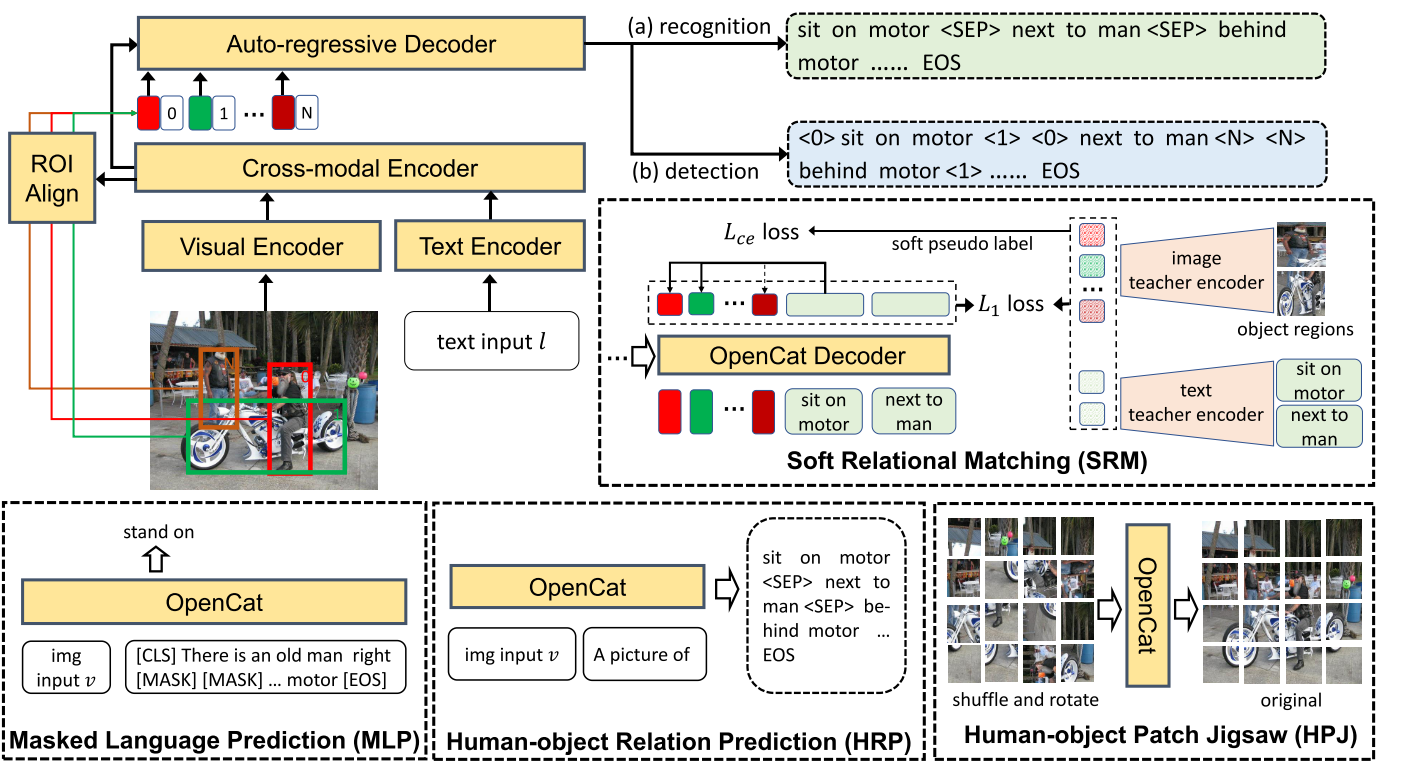 Auto-regressive Decoder
(a) recognition
sit on motor <SEP> next to man <SEP> behind
motor ...... EOS
0
1
...
N
ROI
Align
Cross-modal Encoder
<0> sit on motor <1> <0> next to man <N> <N>
behind motor <1> ...... EOS
(b) detection
Visual Encoder
Text Encoder
text input l
L_ce loss
soft pseudo label
image
teacher encoder
...
...
L_1 loss
object regions
...
OpenCat Decoder
...
sit on
motor
next to
man
text
teacher encoder
sit on
motor
next to
man
Soft Relational Matching (SRM)
stand on
OpenCat
img
input v
[CLS] There is an old man right
[MASK] [MASK] ... motor [EOS]
Masked Language Prediction (MLP)
OpenCat
img input v
A picture of
sit on motor
<SEP> next to
man <SEP> be-
hind motor ...
EOS
Human-object Relation Prediction (HRP)
OpenCat
shuffle and rotate
original
Human-object Patch Jigsaw (HPJ)